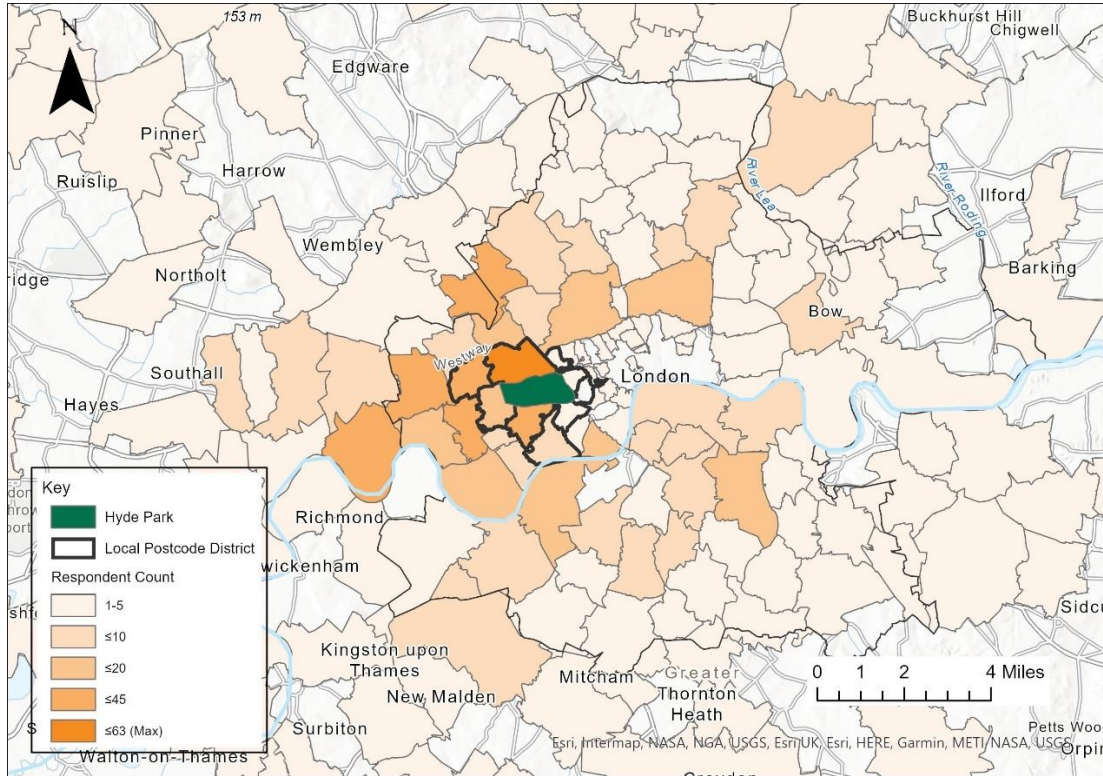 153 m
Buckhurst Hill
Chigwell
N
Edgware
Pinner
Harrow
Ruislip
River Lea
River Roding
Ilford
Wembley
Northolt
ridge
Barking
Bow
Westway
Southall
London
Hayes
Key
Hyde Park
Local Postcode District
Respondent Count
1-5
≤10
≤20
≤45
≤63 (Max)
Richmond
wickenham
Sidcu
Kingston upon
Thames
Mitcham
Greater
Thornton
Heath
New Malden
0 1 2 4 Miles
Surbiton
Petts Woo
Orpin
Walton-on-Thames
Croydon
Esri, Intermap, NASA, NGA, USGS, Esri UK, Esri, HERE, Garmin, METI/NASA, USGS